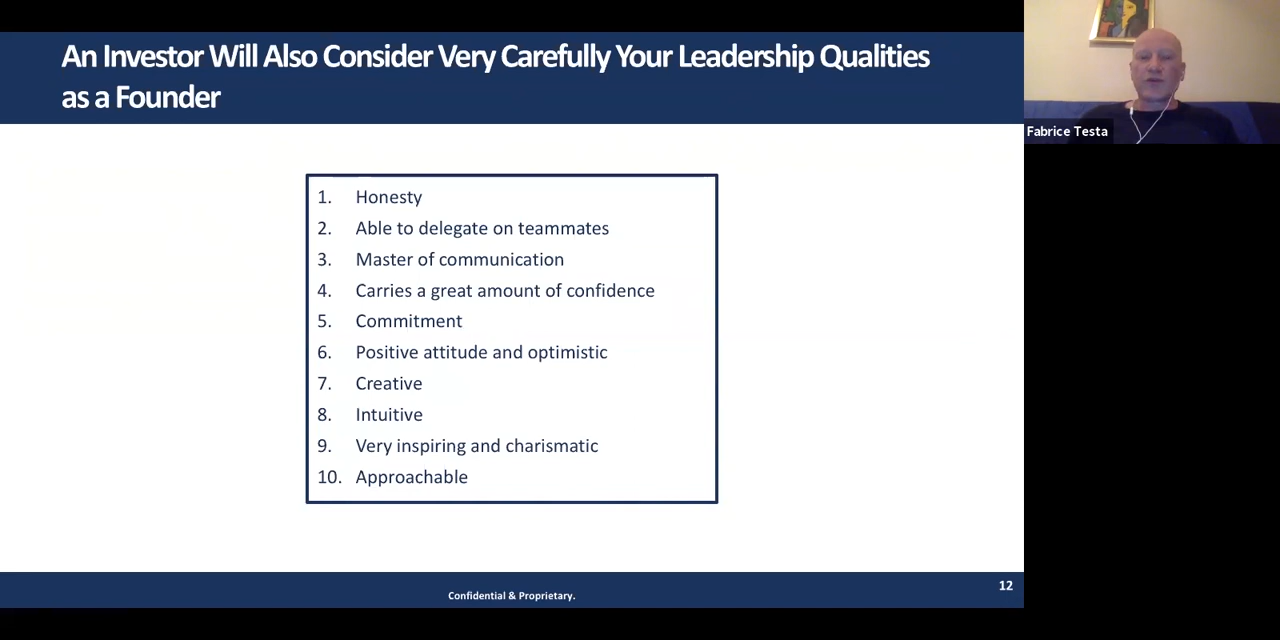 An Investor Will Also Consider Very Carefully Your Leadership Qualities
as a Founder
Fabrice Testa
1. Honesty
2. Able to delegate on teammates
3. Master of communication
4. Carries a great amount of confidence
5. Commitment
6. Positive attitude and optimistic
7. Creative
8. Intuitive
9. Very inspiring and charismatic
10. Approachable
12
Confidential & Proprietary.